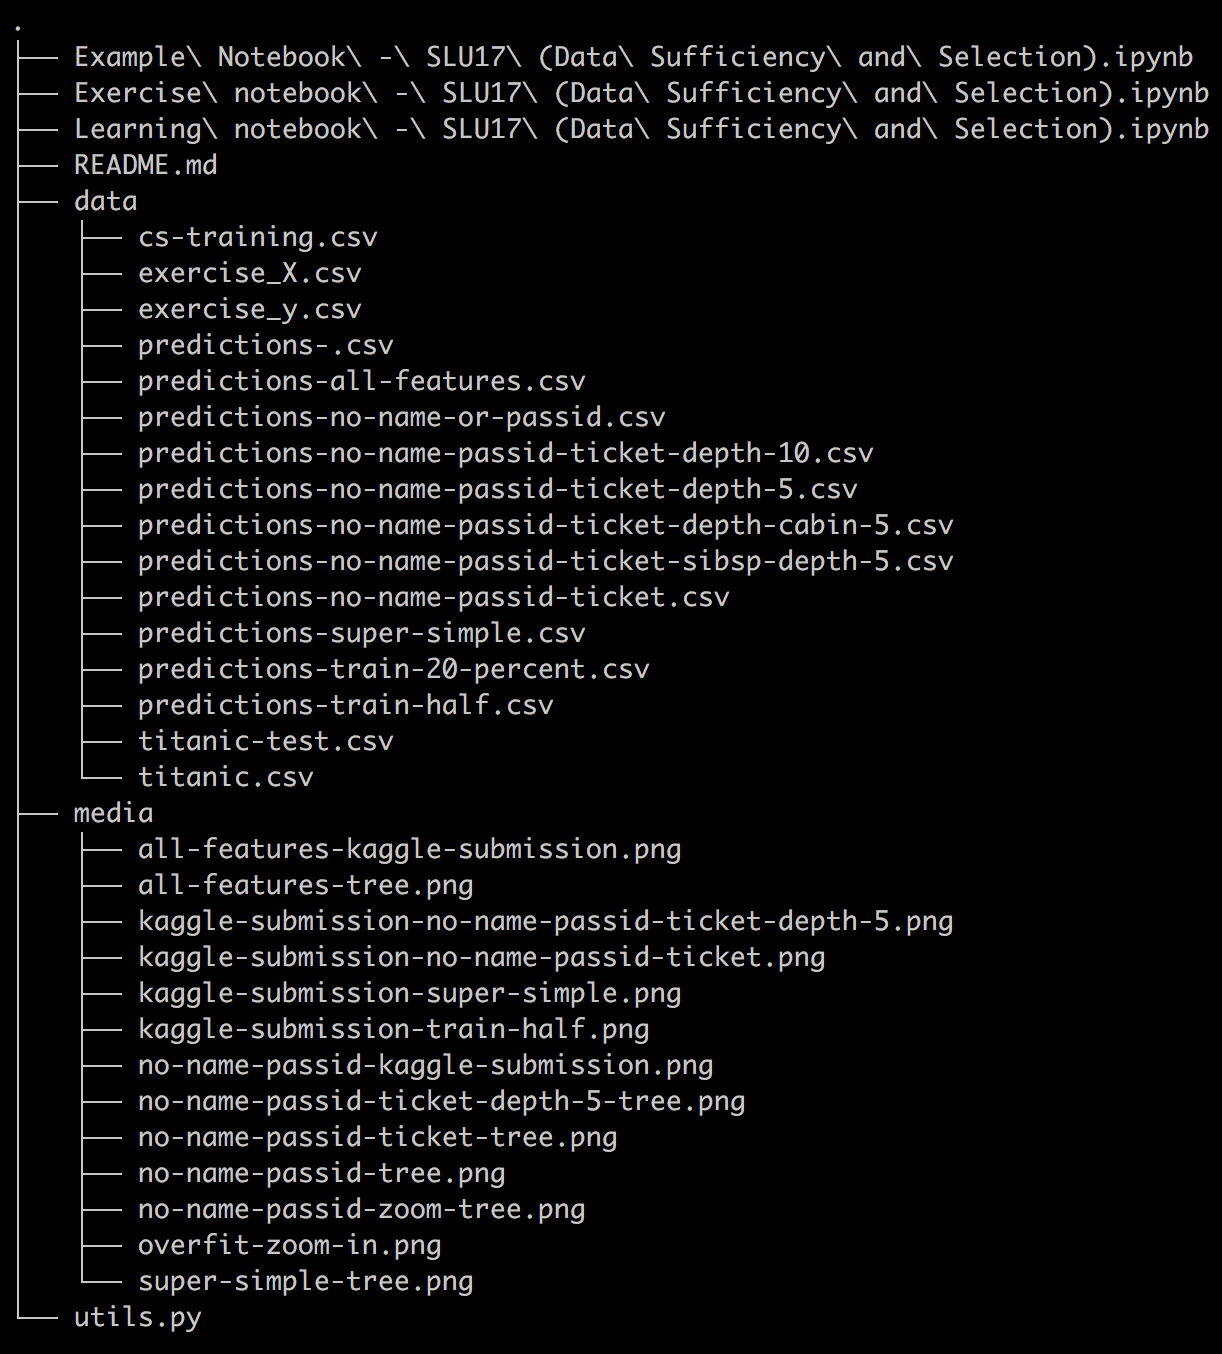 .
├── Example\ Notebook\ -\ SLU17\ (Data\ Sufficiency\ and\ Selection).ipynb
├── Exercise\ notebook\ -\ SLU17\ (Data\ Sufficiency\ and\ Selection).ipynb
├── Learning\ notebook\ -\ SLU17\ (Data\ Sufficiency\ and\ Selection).ipynb
├── README.md
├── data
│   ├── cs-training.csv
│   ├── exercise_X.csv
│   ├── exercise_y.csv
│   ├── predictions-.csv
│   ├── predictions-all-features.csv
│   ├── predictions-no-name-or-passid.csv
│   ├── predictions-no-name-passid-ticket-depth-10.csv
│   ├── predictions-no-name-passid-ticket-depth-5.csv
│   ├── predictions-no-name-passid-ticket-depth-cabin-5.csv
│   ├── predictions-no-name-passid-ticket-sibsp-depth-5.csv
│   ├── predictions-no-name-passid-ticket.csv
│   ├── predictions-super-simple.csv
│   ├── predictions-train-20-percent.csv
│   ├── predictions-train-half.csv
│   ├── titanic-test.csv
│   └── titanic.csv
├── media
│   ├── all-features-kaggle-submission.png
│   ├── all-features-tree.png
│   ├── kaggle-submission-no-name-passid-ticket-depth-5.png
│   ├── kaggle-submission-no-name-passid-ticket.png
│   ├── kaggle-submission-super-simple.png
│   ├── kaggle-submission-train-half.png
│   ├── no-name-passid-kaggle-submission.png
│   ├── no-name-passid-ticket-depth-5-tree.png
│   ├── no-name-passid-ticket-tree.png
│   ├── no-name-passid-tree.png
│   ├── no-name-passid-zoom-tree.png
│   ├── overfit-zoom-in.png
│   └── super-simple-tree.png
└── utils.py